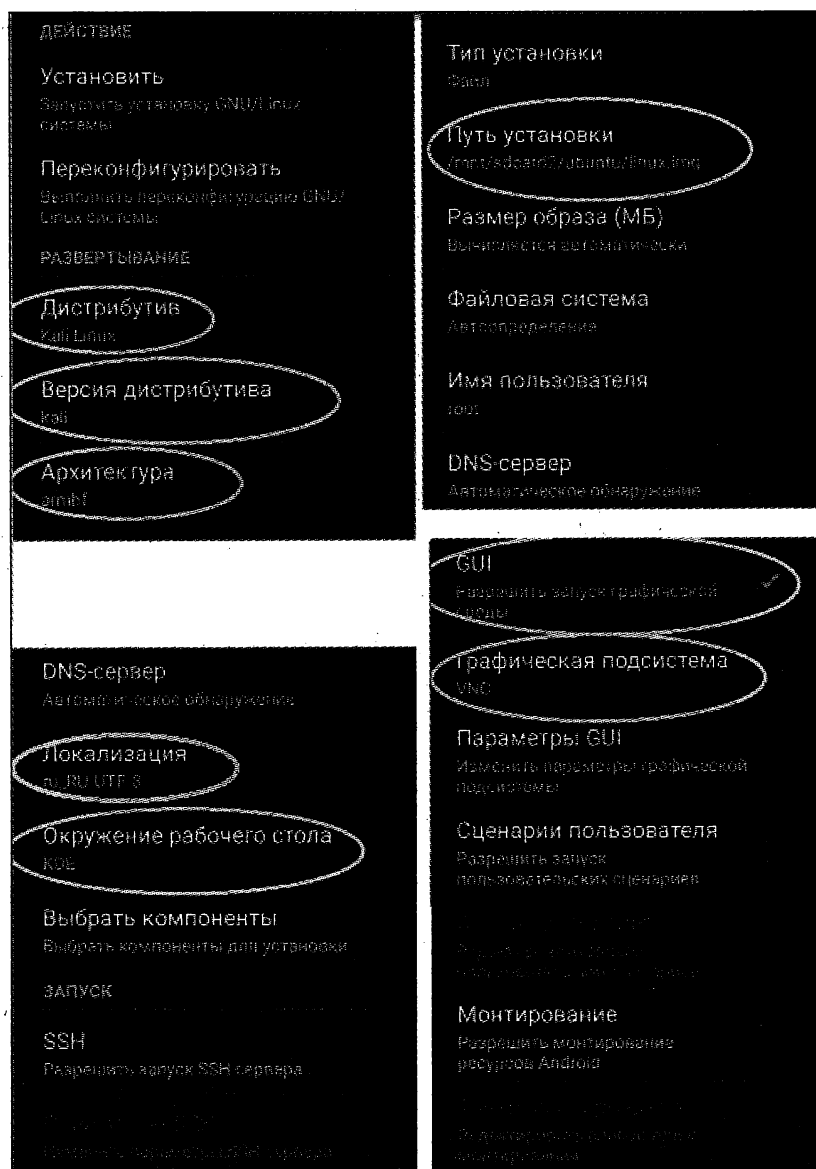 ДЕЙСТВИЕ
Установить
Запустить установку GNU/Linux
системы
Переконфигурировать
Выполнить переконфигурацию GNU/
Linux системы
РАЗВЕРТЫВАНИЕ
Дистрибутив
Kali Linux
Версия дистрибутива
kali
Архитектура
armhf
Тип установки
Файл
Путь установки
/mnt/sdcard2/ubuntu/linux.img
Размер образа (МБ)
Вычисляется автоматически
Файловая система
Автоопределение
Имя пользователя
root
DNS-сервер
Автоматическое обнаружение
DNS-сервер
Автоматическое обнаружение
Локализация
ru_RU.UTF-8
Окружение рабочего стола
KDE
Выбрать компоненты
Выбрать компоненты для установки
ЗАПУСК
SSH
Разрешить запуск SSH сервера
GUI
Разрешить запуск графической
среды
Графическая подсистема
VNC
Параметры GUI
Изменить параметры графической
подсистемы
Сценарии пользователя
Разрешить запуск
пользовательских сценариев
Монтирование
Разрешить монтирование
ресурсов Android